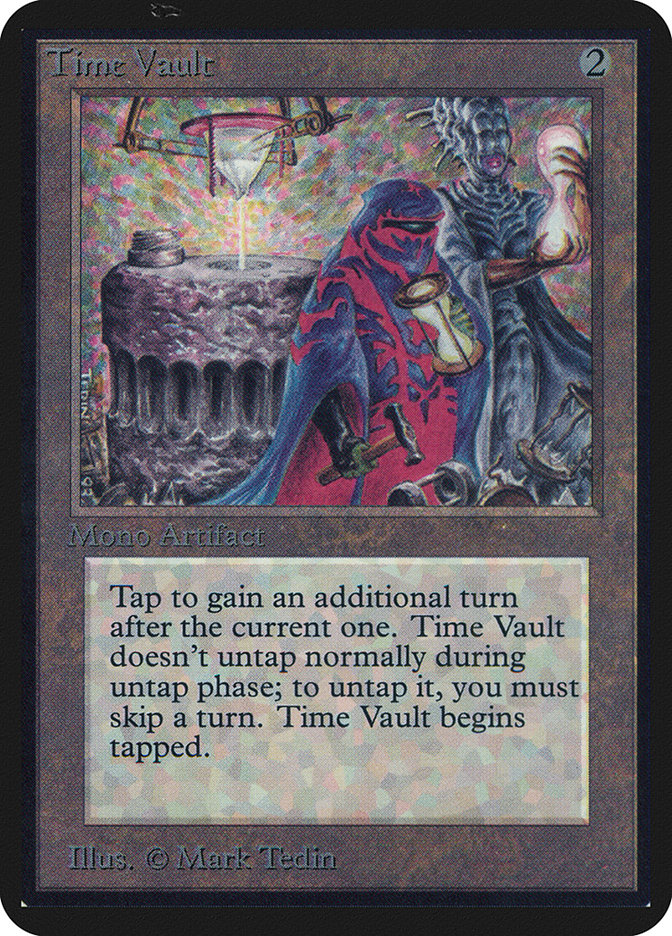 Time Vault 2
TEDIN
Mono Artifact
Tap to gain an additional turn
after the current one. Time Vault
doesn't untap normally during
untap phase; to untap it, you must
skip a turn. Time Vault begins
tapped.
Illus. © Mark Tedin